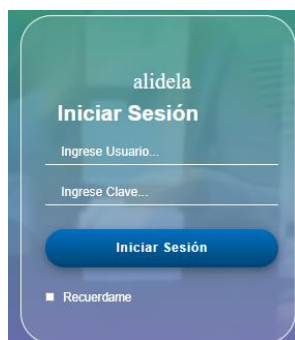 alidela
Iniciar Sesión
Ingrese Usuario...
Ingrese Clave...
Iniciar Sesión
Recuerdame